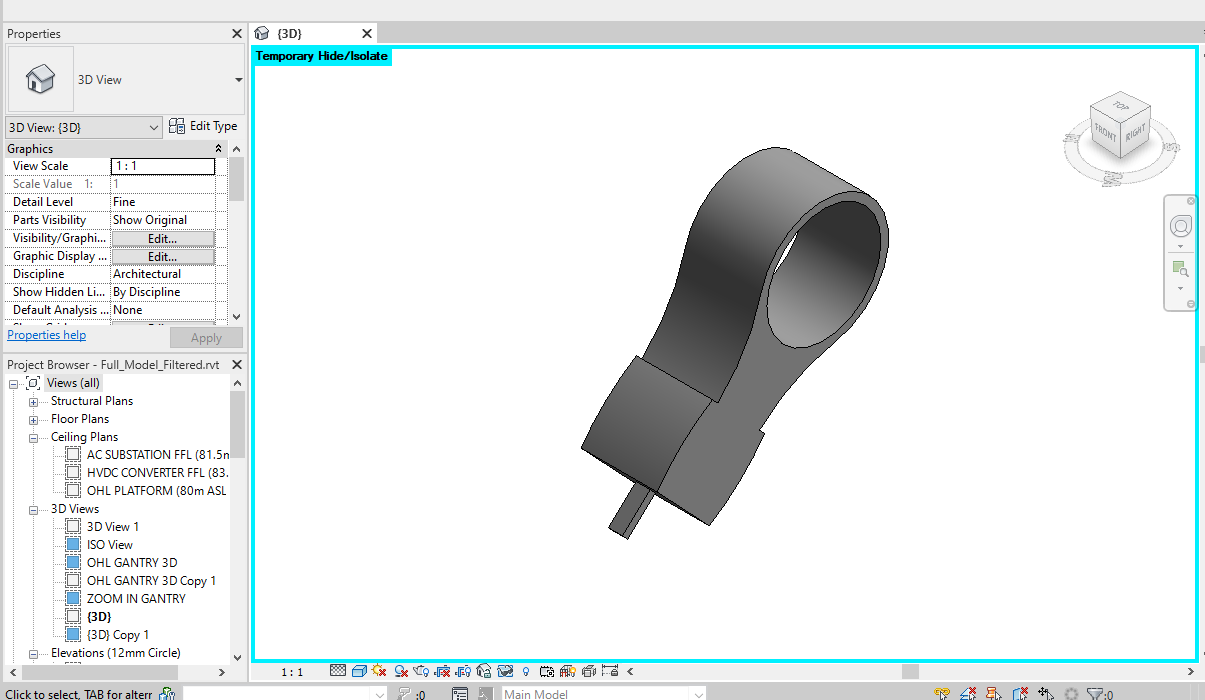 Properties
3D View
3D View: {3D}
Edit Type
Graphics
View Scale
1 : 1
Scale Value 1:
1
Detail Level
Fine
Parts Visibility
Show Original
Visibility/Graphi...
Edit...
Graphic Display ...
Edit...
Discipline
Architectural
Show Hidden Li...
By Discipline
Default Analysis ...
None
Properties help
Apply
Project Browser - Full_Model_Filtered.rvt
Views (all)
Structural Plans
Floor Plans
Ceiling Plans
AC SUBSTATION FFL (81.5m
HVDC CONVERTER FFL (83.
OHL PLATFORM (80m ASL
3D Views
3D View 1
ISO View
OHL GANTRY 3D
OHL GANTRY 3D Copy 1
ZOOM IN GANTRY
{3D}
{3D} Copy 1
Elevations (12mm Circle)
{3D}
Temporary Hide/Isolate
TOP
FRONT
RIGHT
W
1 : 1
Click to select, TAB for altern
:0
Main Model
:0